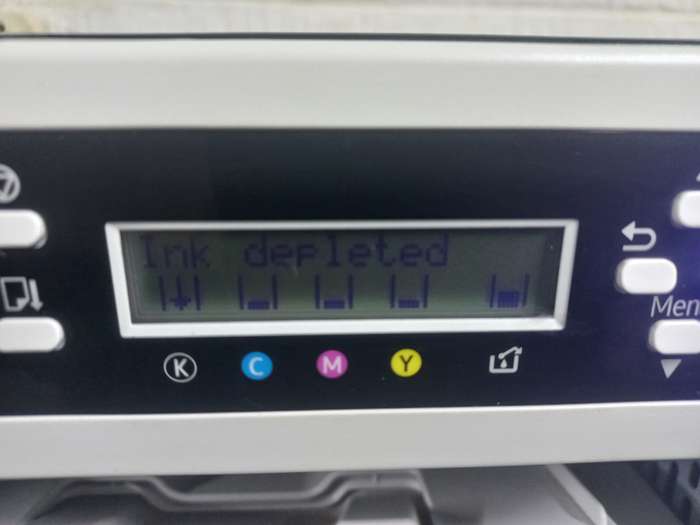 Ink depleted
Men
K C M Y